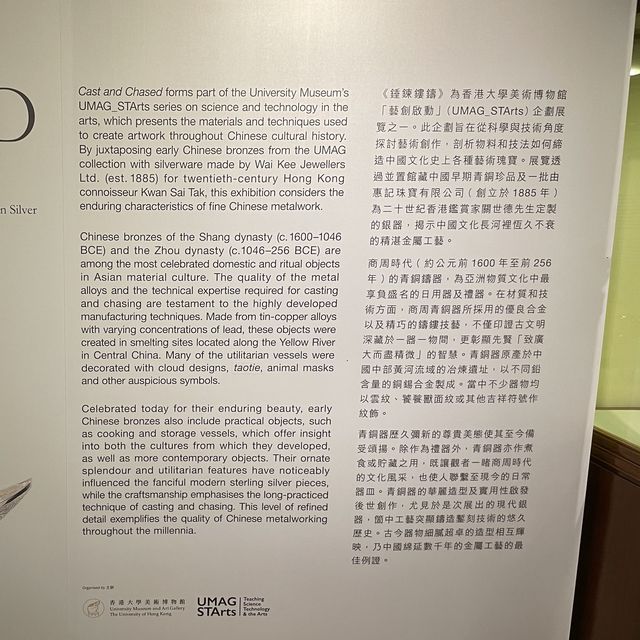 D
n Silver
Cast and Chased forms part of the University Museum's
UMAG_STArts series on science and technology in the
arts, which presents the materials and techniques used
to create artwork throughout Chinese cultural history.
By juxtaposing early Chinese bronzes from the UMAG
collection with silverware made by Wai Kee Jewellers
Ltd. (est. 1885) for twentieth-century Hong Kong
connoisseur Kwan Sai Tak, this exhibition considers the
enduring characteristics of fine Chinese metalwork.
Chinese bronzes of the Shang dynasty (c. 1600–1046
BCE) and the Zhou dynasty (c. 1046–256 BCE) are
among the most celebrated domestic and ritual objects
in Asian material culture. The quality of the metal
alloys and the technical expertise required for casting
and chasing are testament to the highly developed
manufacturing techniques. Made from tin-copper alloys
with varying concentrations of lead, these objects were
created in smelting sites located along the Yellow River
in Central China. Many of the utilitarian vessels were
decorated with cloud designs, taotie, animal masks
and other auspicious symbols.
Celebrated today for their enduring beauty, early
Chinese bronzes also include practical objects, such
as cooking and storage vessels, which offer insight
into both the cultures from which they developed,
as well as more contemporary objects. Their ornate
splendour and utilitarian features have noticeably
influenced the fanciful modern sterling silver pieces,
while the craftsmanship emphasises the long-practiced
technique of casting and chasing. This level of refined
detail exemplifies the quality of Chinese metalworking
throughout the millennia.
《鍾鍊鏤鑄》為香港大學美術博物館
「藝創啟動」（UMAG_STArts）企劃展
覽之一。此企劃旨在從科學與技術角度
探討藝術創作，剖析物料和技法如何締
造中國文化史上各種藝術瑰寶。展覽透
過並置館藏中國早期青銅珍品及一批由
惠記珠寶有限公司（創立於1885年）
為二十世紀香港鑑賞家關世德先生定製
的銀器，揭示中國文化長河裡恆久不衰
的精湛金屬工藝。
商周時代（約公元前1600年至前256
年）的青銅鑄器，為亞洲物質文化中最
享負盛名的日用器及禮器。在材質和技
術方面，商周青銅器所採用的優良合金
以及精巧的鑄鏤技藝，不僅印證古文明
深藏於一器一物間，更彰顯先賢「致廣
大而盡精微」的智慧。青銅器原產於中
國中部黃河流域的冶煉遺址，以不同鉛
含量的銅錫合金製成。當中不少器物均
以雲紋、饕餮獸面紋或其他吉祥符號作
紋飾。
青銅器歷久彌新的尊貴美態使其至今備
受頌揚。除作為禮器外，青銅器亦作煮
食或貯藏之用，既讓觀者一睹商周時代
的文化風采，也使人聯繫至現今的日常
器皿。青銅器的華麗造型及實用性啟發
後世創作，尤見於是次展出的現代銀
器，箇中工藝突顯鑄造鏨刻技術的悠久
歷史。古今器物細膩超卓的造型相互輝
映，乃中國綿延數千年的金屬工藝的最
佳例證。
Organised by 主辦
香港大學美術博物館
University Museum and Art Gallery
The University of Hong Kong
UMAG
STArts
Teaching
Science
Technology
& the Arts